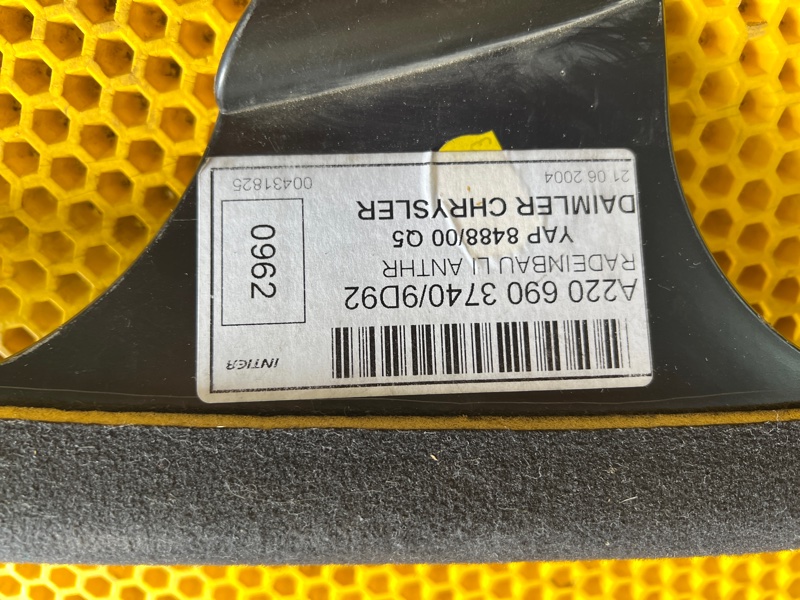 INTIER
A220 690 3740/9D92
RADEINBAU LI ANTHR
YAP 8488/00 Q5
DAIMLER CHRYSLER
0962
21.06.2004 00431825